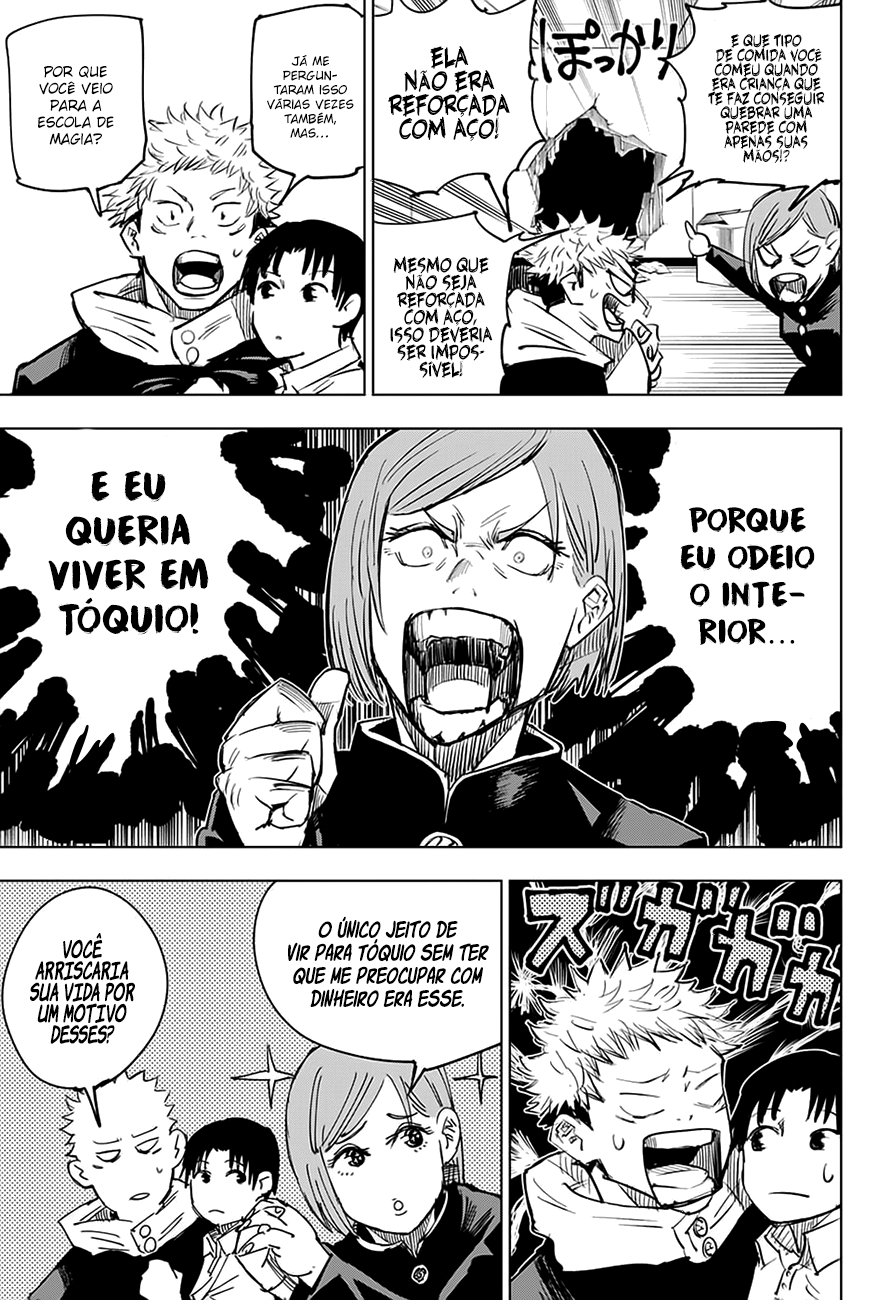 E QUE TIPO
DE COMIDA VOCÊ
COMEU QUANDO
ERA CRIANÇA QUE
TE FAZ CONSEGUIR
QUEBRAR UMA
PAREDE COM
APENAS SUAS
MÃOS!?
ぽっかり
ELA
NÃO ERA
REFORÇADA
COM AÇO!
MESMO QUE
NÃO SEJA
REFORÇADA
COM AÇO,
ISSO DEVERIA
SER IMPOS-
SÍVEL!
JÁ ME
PERGUN-
TARAM ISSO
VÁRIAS VEZES
TAMBÉM,
MAS...
POR QUE
VOCÊ VEIO
PARA A
ESCOLA DE
MAGIA?
PORQUE
EU ODEIO
O INTE-
RIOR...
E EU
QUERIA
VIVER EM
TÓQUIO!
ズガガガ
O ÚNICO JEITO DE
VIR PARA TÓQUIO SEM TER
QUE ME PREOCUPAR COM
DINHEIRO ERA ESSE.
VOCÊ
ARRISCARIA
SUA VIDA POR
UM MOTIVO
DESSES?